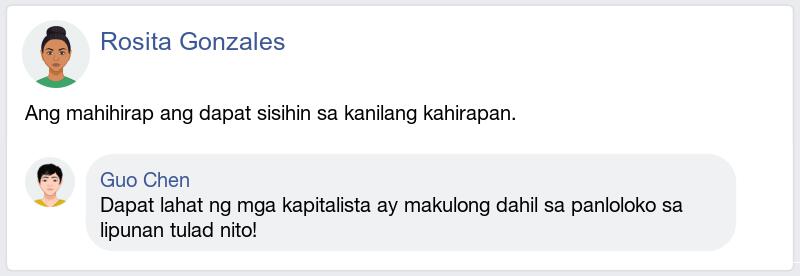 Rosita Gonzales
Ang mahihirap ang dapat sisihin sa kanilang kahirapan.
Guo Chen
Dapat lahat ng mga kapitalista ay makulong dahil sa panloloko sa
lipunan tulad nito!